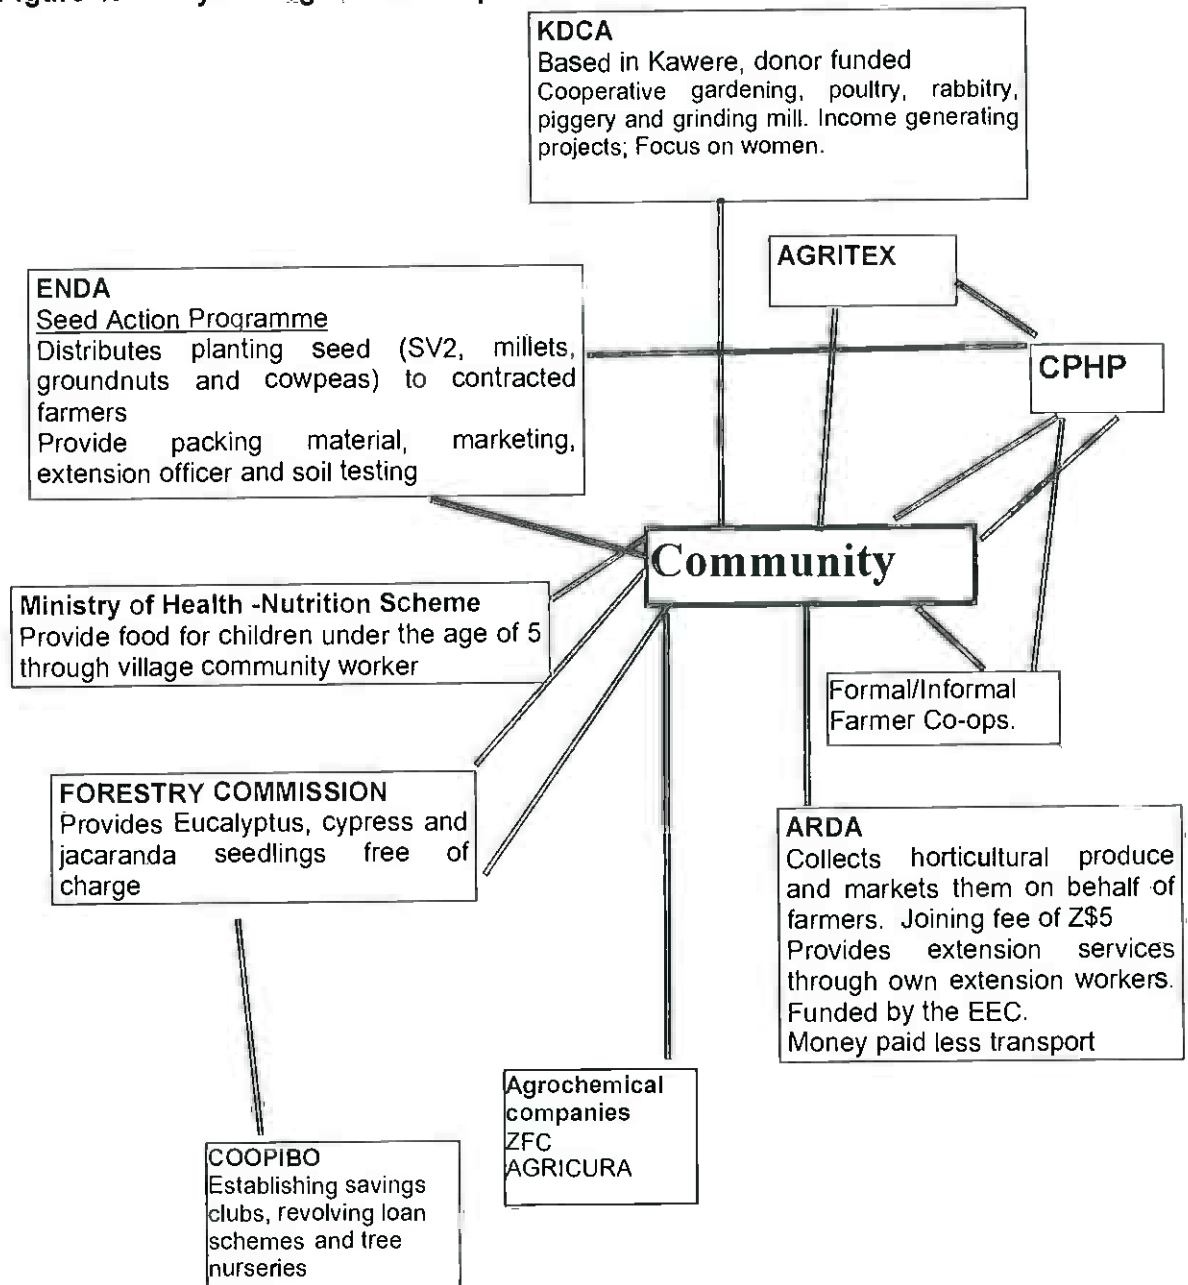 KDCA
Based in Kawere, donor funded
Cooperative gardening, poultry, rabbitry,
piggery and grinding mill. Income generating
projects; Focus on women.
AGRITEX
ENDA
Seed Action Programme
Distributes planting seed (SV2, millets,
groundnuts and cowpeas) to contracted
farmers
Provide packing material, marketing,
extension officer and soil testing
CPHP
Community
Ministry of Health -Nutrition Scheme
Provide food for children under the age of 5
through village community worker
Formal/Informal
Farmer Co-ops.
FORESTRY COMMISSION
Provides Eucalyptus, cypress and
jacaranda seedlings free of
charge
ARDA
Collects horticultural produce
and markets them on behalf of
farmers. Joining fee of Z$5
Provides extension services
through own extension workers.
Funded by the EEC.
Money paid less transport
Agrochemical
companies
ZFC
AGRICURA
COOPIBO
Establishing savings
clubs, revolving loan
schemes and tree
nurseries